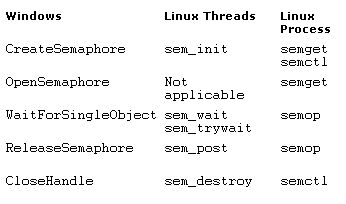 Windows Linux Threads Linux
Process
CreateSemaphore sem_init semget
semctl
OpenSemaphore Not semget
applicable
WaitForSingleObject sem_wait semop
sem_trywait
ReleaseSemaphore sem_post semop
CloseHandle sem_destroy semctl